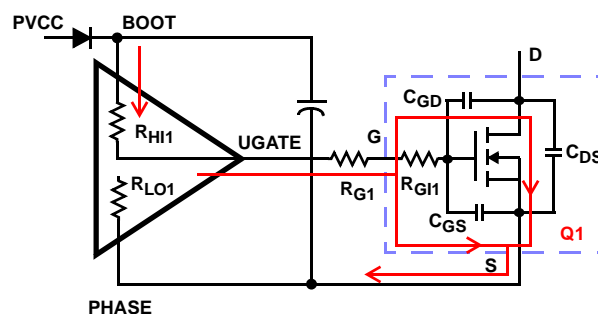 PVCC
BOOT
D
CGD
RHI1
UGATE
G
CDS
RLO1
RG1
RGI1
CGS
Q1
S
PHASE